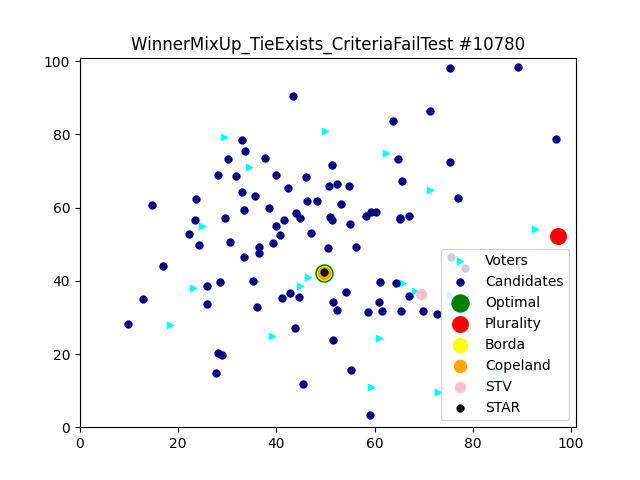 WinnerMixUp_TieExists_CriteriaFailTest #10780
100
80
60
40
20
0
0 20 40 60 80 100
Voters
Candidates
Optimal
Plurality
Borda
Copeland
STV
STAR